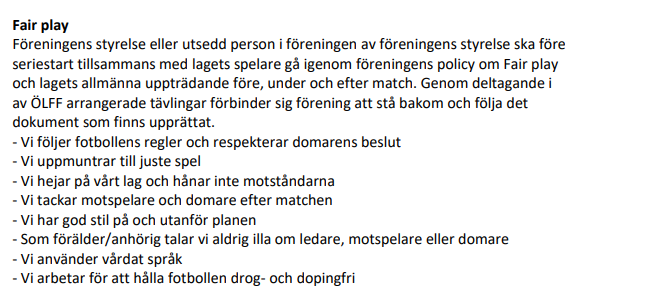 Fair play
Föreningens styrelse eller utsedd person i föreningen av föreningens styrelse ska före
seriestart tillsammans med lagets spelare gå igenom föreningens policy om Fair play
och lagets allmänna uppträdande före, under och efter match. Genom deltagande i
av ÖLFF arrangerade tävlingar förbinder sig förening att stå bakom och följa det
dokument som finns upprättat.
- Vi följer fotbollens regler och respekterar domarens beslut
- Vi uppmuntrar till juste spel
- Vi hejar på vårt lag och hånar inte motståndarna
- Vi tackar motspelare och domare efter matchen
- Vi har god stil på och utanför planen
- Som förälder/anhörig talar vi aldrig illa om ledare, motspelare eller domare
- Vi använder vårdat språk
- Vi arbetar för att hålla fotbollen drog- och dopingfri